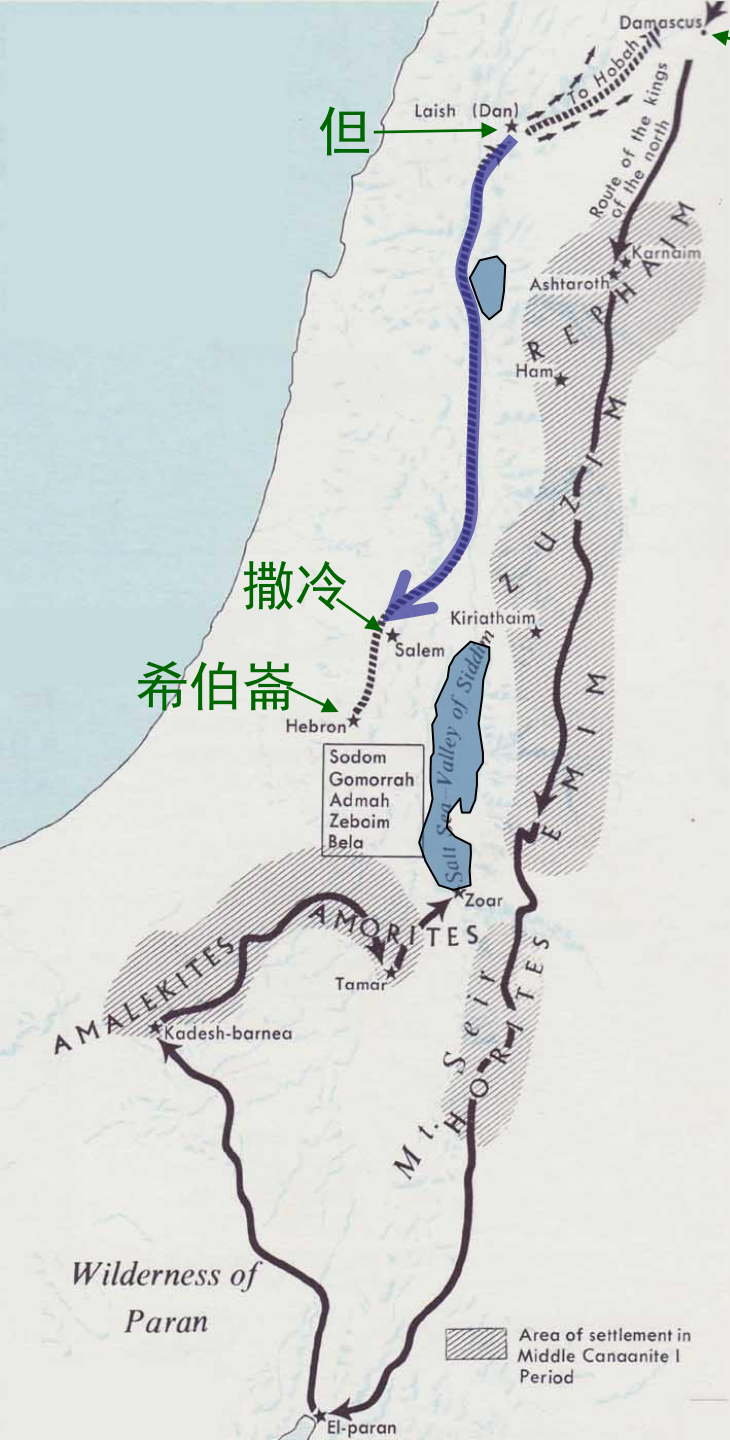 Damascus
To Hobah
Laish (Dan)
但
Route of the kings
of the north
Karnaim
Ashtaroth
REPHAIM
Ham
ZUZIM
撒冷
Kiriathaim
Salem
希伯崙
Hebron
Salt Sea-Valley of Siddim
EMIM
Sodom
Gomorrah
Admah
Zeboim
Bela
Zoar
AMORITES
Tamar
AMALEKITES
Kadesh-barnea
Mt. Seir
HORITES
Wilderness of
Paran
Area of settlement in
Middle Canaanite I
Period
El-paran